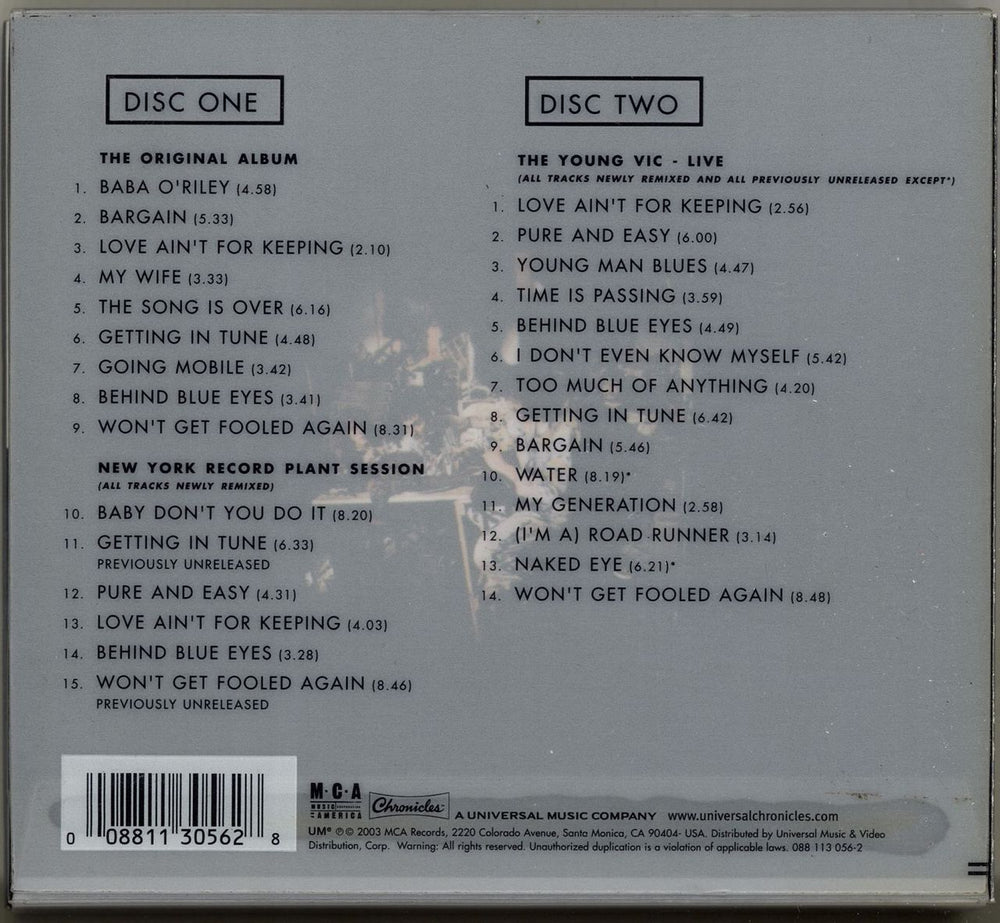 DISC ONE
THE ORIGINAL ALBUM
1. BABA O'RILEY (4.58)
2. BARGAIN (5.33)
3. LOVE AIN'T FOR KEEPING (2.10)
4. MY WIFE (3.33)
5. THE SONG IS OVER (6.16)
6. GETTING IN TUNE (4.48)
7. GOING MOBILE (3.42)
8. BEHIND BLUE EYES (3.41)
9. WON'T GET FOOLED AGAIN (8.31)
NEW YORK RECORD PLANT SESSION
(ALL TRACKS NEWLY REMIXED)
10. BABY DON'T YOU DO IT (8.20)
11. GETTING IN TUNE (6.33)
PREVIOUSLY UNRELEASED
12. PURE AND EASY (4.31)
13. LOVE AIN'T FOR KEEPING (4.03)
14. BEHIND BLUE EYES (3.28)
15. WON'T GET FOOLED AGAIN (8.46)
PREVIOUSLY UNRELEASED
DISC TWO
THE YOUNG VIC - LIVE
(ALL TRACKS NEWLY REMIXED AND ALL PREVIOUSLY UNRELEASED EXCEPT*)
1. LOVE AIN'T FOR KEEPING (2.56)
2. PURE AND EASY (6.00)
3. YOUNG MAN BLUES (4.47)
4. TIME IS PASSING (3.59)
5. BEHIND BLUE EYES (4.49)
6. I DON'T EVEN KNOW MYSELF (5.42)
7. TOO MUCH OF ANYTHING (4.20)
8. GETTING IN TUNE (6.42)
9. BARGAIN (5.46)
10. WATER (8.19)*
11. MY GENERATION (2.58)
12. (I'M A) ROAD RUNNER (3.14)
13. NAKED EYE (6.21)*
14. WON'T GET FOOLED AGAIN (8.48)
0 08811 30562 8
M·C·A
MUSIC CORPORATION
OF AMERICA
Chronicles
A UNIVERSAL MUSIC COMPANY www.universalchronicles.com
UM® ℗© 2003 MCA Records, 2220 Colorado Avenue, Santa Monica, CA 90404- USA. Distributed by Universal Music & Video
Distribution, Corp. Warning: All rights reserved. Unauthorized duplication is a violation of applicable laws. 088 113 056-2